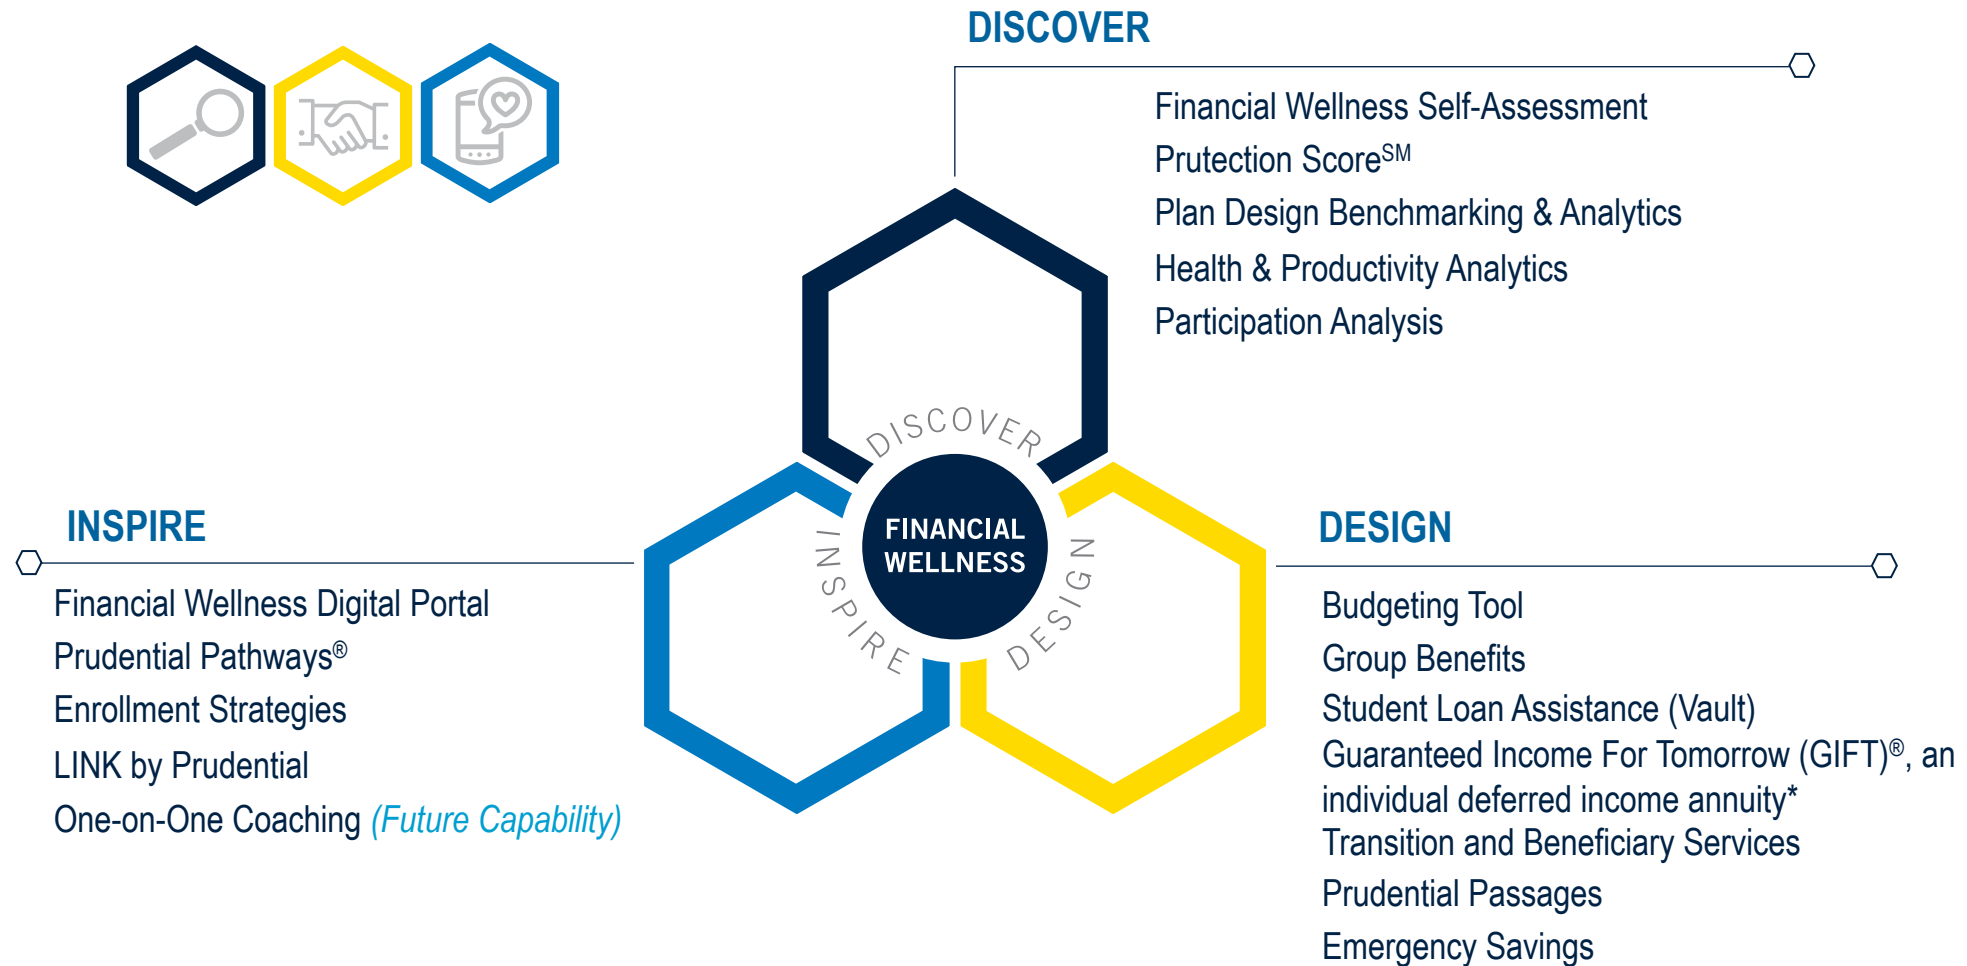 DISCOVER
Financial Wellness Self-Assessment
Prutection Score℠
Plan Design Benchmarking & Analytics
Health & Productivity Analytics
Participation Analysis
DISCOVER
FINANCIAL
WELLNESS
INSPIRE
DESIGN
INSPIRE
Financial Wellness Digital Portal
Prudential Pathways®
Enrollment Strategies
LINK by Prudential
One-on-One Coaching (Future Capability)
DESIGN
Budgeting Tool
Group Benefits
Student Loan Assistance (Vault)
Guaranteed Income For Tomorrow (GIFT)®, an
individual deferred income annuity*
Transition and Beneficiary Services
Prudential Passages
Emergency Savings